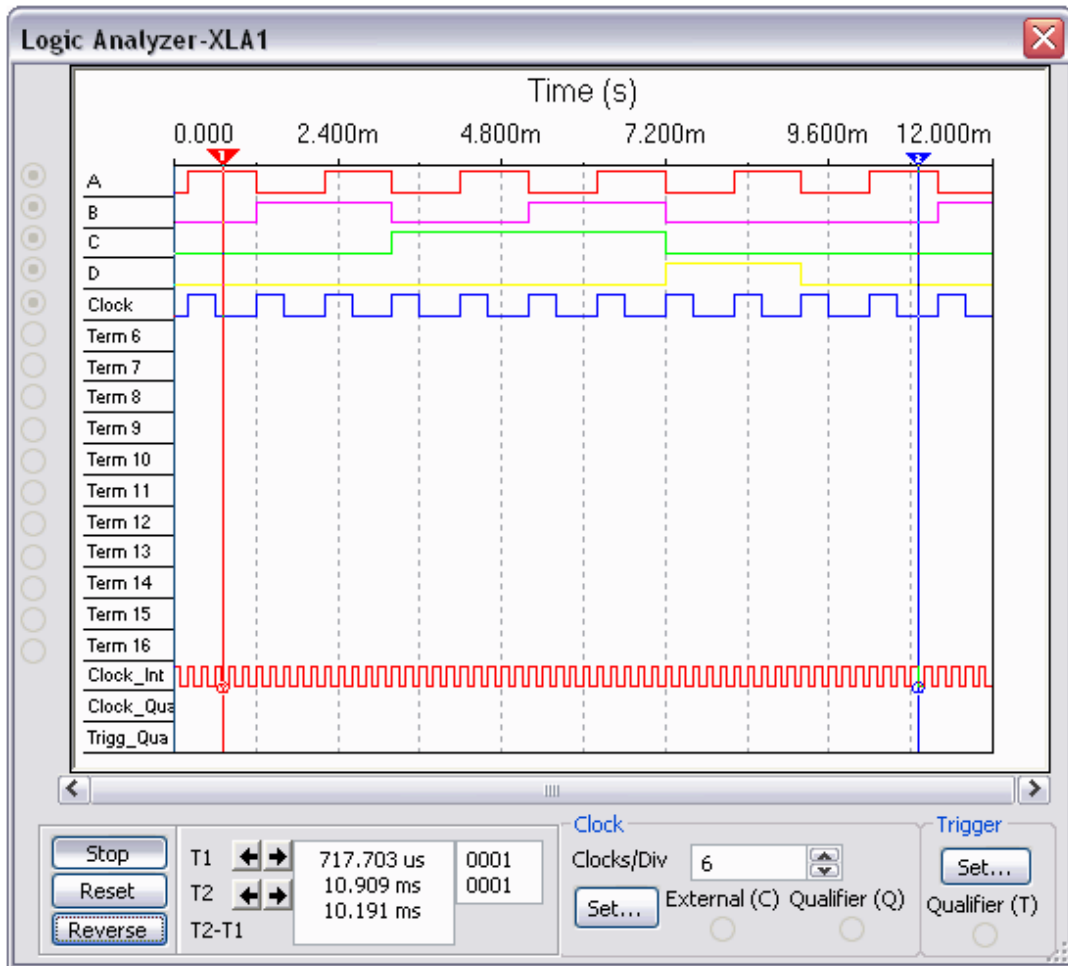 Logic Analyzer-XLA1
Time (s)
0.000 2.400m 4.800m 7.200m 9.600m 12.000m
1 2
A
B
C
D
Clock
Term 6
Term 7
Term 8
Term 9
Term 10
Term 11
Term 12
Term 13
Term 14
Term 15
Term 16
Clock_Int
Clock_Qua
Trigg_Qua
Stop
Reset
Reverse
T1 717.703 us 0001
T2 10.909 ms 0001
T2-T1 10.191 ms
Clock
Clocks/Div 6
Set... External (C) Qualifier (Q)
Trigger
Set...
Qualifier (T)